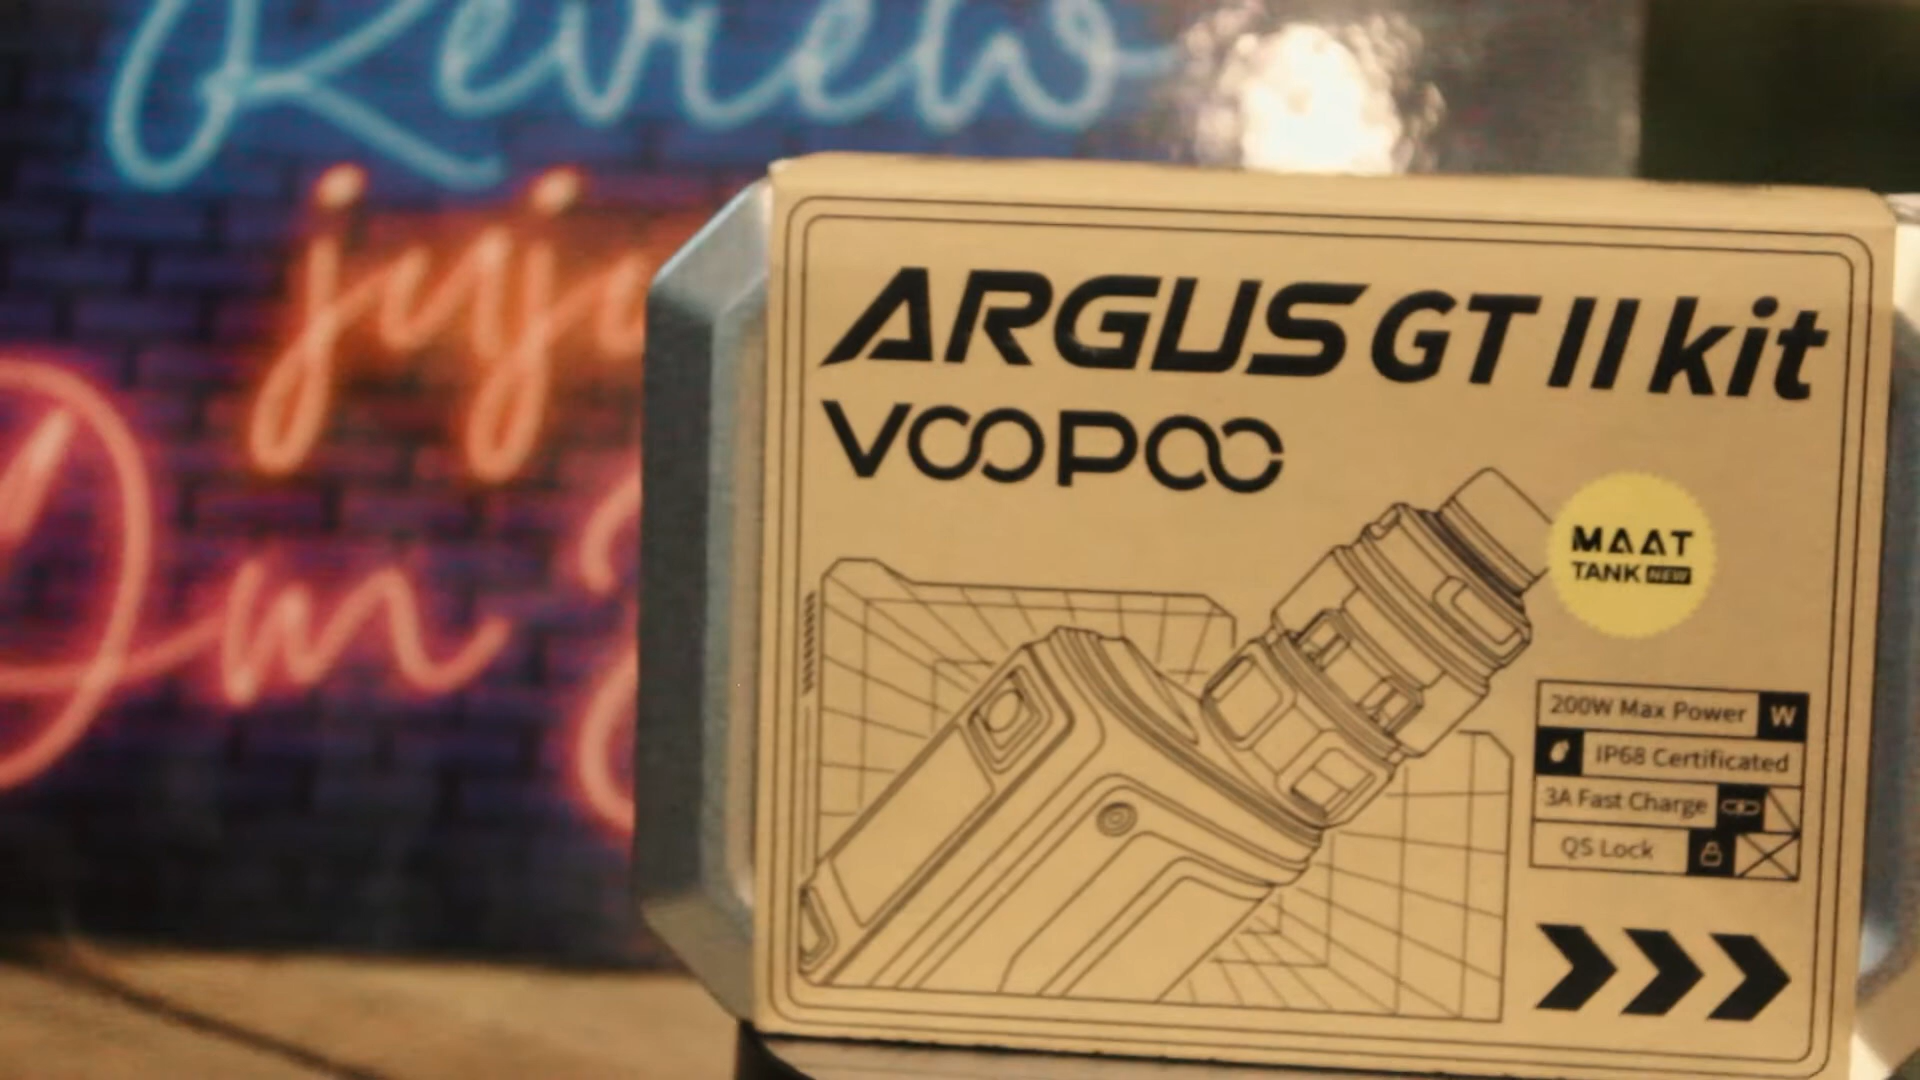 Review
ARGUS GT II kit
VOOPOO
MAAT
TANK NEW
200W Max Power W
IP68 Certificated
3A Fast Charge
QS Lock